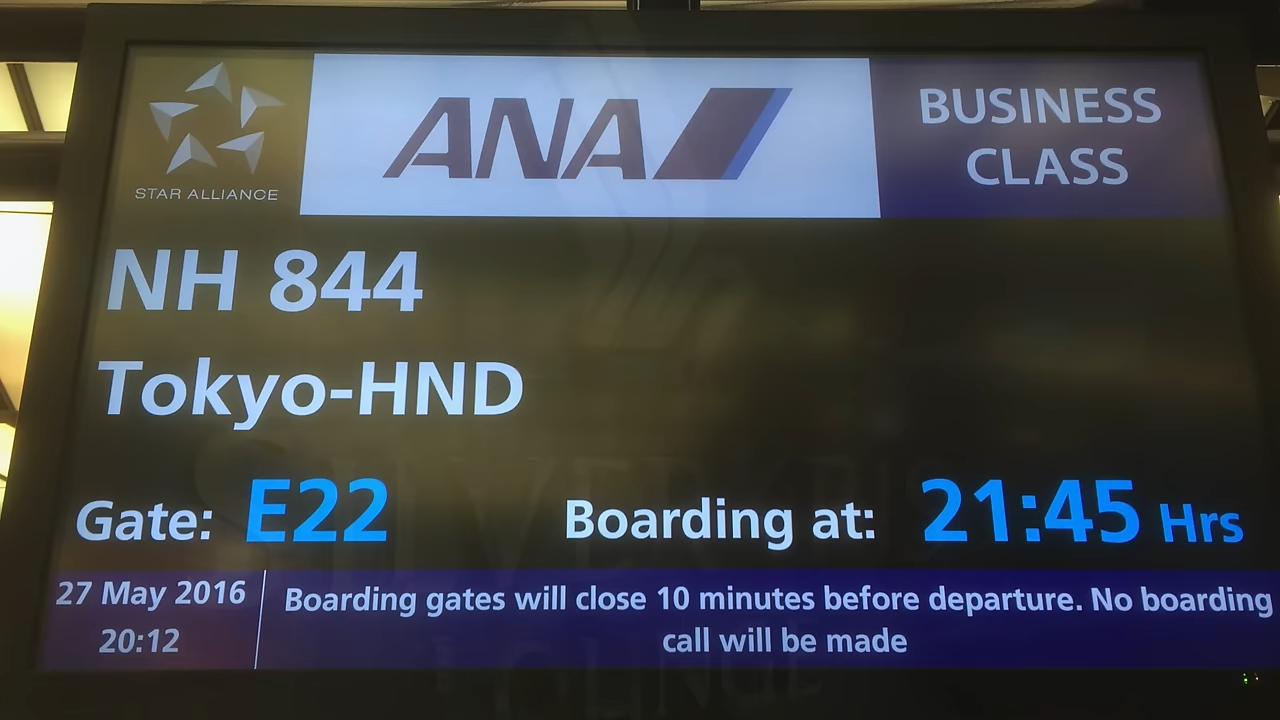 STAR ALLIANCE
ANA
BUSINESS
CLASS
NH 844
Tokyo-HND
Gate: E22 Boarding at: 21:45 Hrs
27 May 2016
20:12
Boarding gates will close 10 minutes before departure. No boarding
call will be made